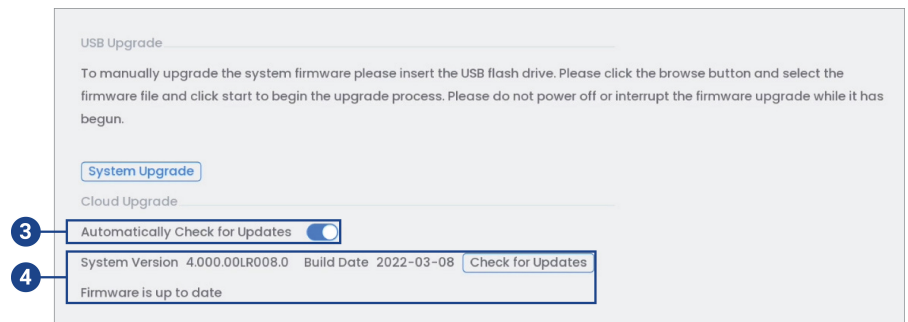 USB Upgrade
To manually upgrade the system firmware please insert the USB flash drive. Please click the browse button and select the
firmware file and click start to begin the upgrade process. Please do not power off or interrupt the firmware upgrade while it has
begun.
System Upgrade
Cloud Upgrade
3 Automatically Check for Updates
4 System Version 4.000.00LR008.0 Build Date 2022-03-08 Check for Updates
Firmware is up to date